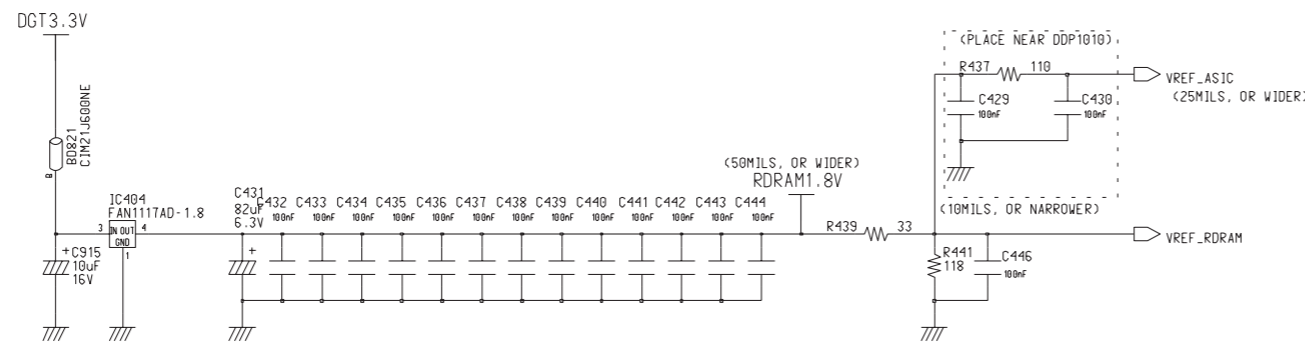 DGT3.3V
BD821
CIM21J600NE
IC404
FAN1117AD-1.8
3
IN OUT
GND
4
1
C915
10uF
16V
C431
82uF
6.3V
C432 C433 C434 C435 C436 C437 C438 C439 C440 C441 C442 C443 C444
100nF 100nF 100nF 100nF 100nF 100nF 100nF 100nF 100nF 100nF 100nF 100nF 100nF
(50MILS, OR WIDER)
RDRAM1.8V
R439 33
(PLACE NEAR DDP1010)
R437 110
C429
100nF
C430
100nF
VREF_ASIC
(25MILS, OR WIDER)
(10MILS, OR NARROWER)
VREF_RDRAM
R441
118
C446
100nF